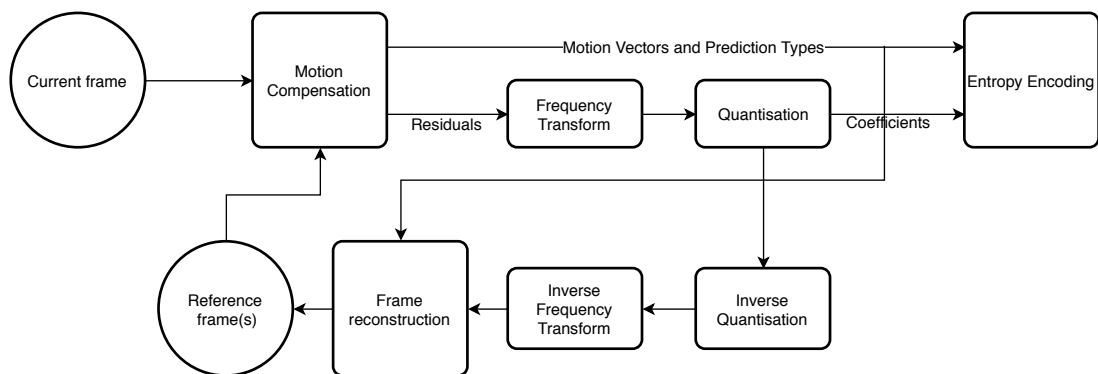 Current frame
Motion
Compensation
Motion Vectors and Prediction Types
Entropy Encoding
Residuals
Frequency
Transform
Quantisation
Coefficients
Reference
frame(s)
Frame
reconstruction
Inverse
Frequency
Transform
Inverse
Quantisation